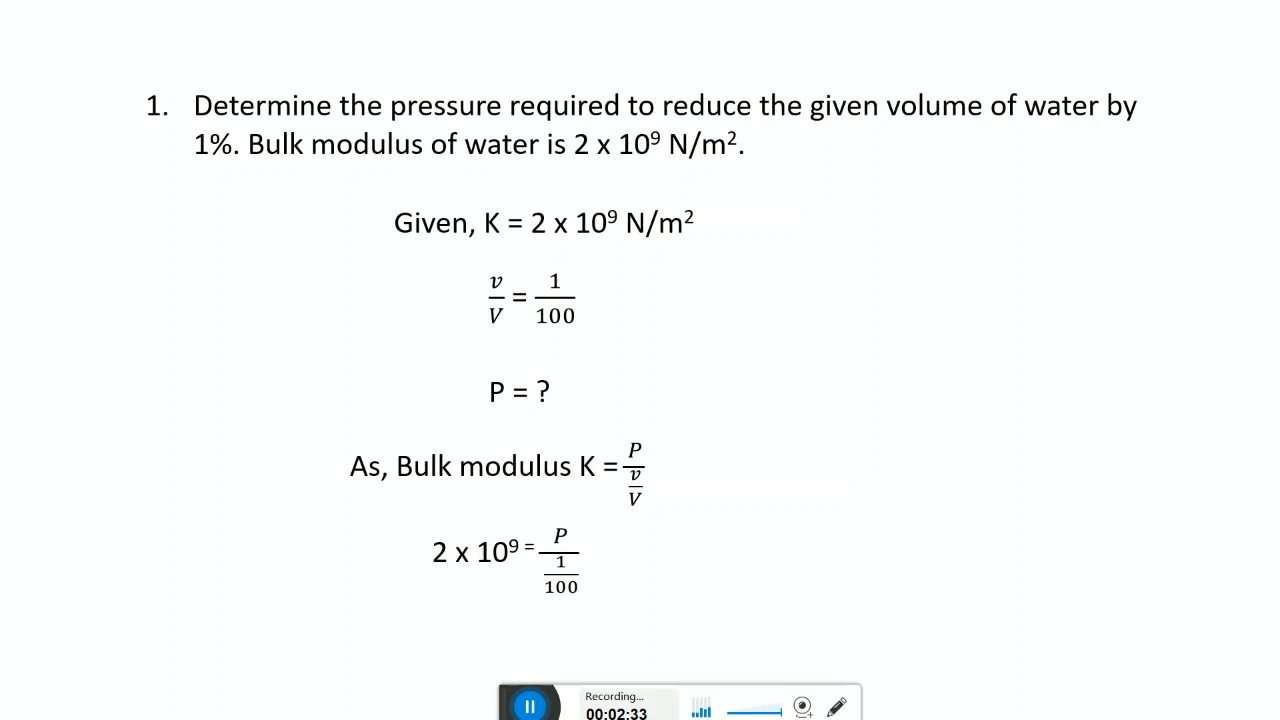 1. Determine the pressure required to reduce the given volume of water by
1%. Bulk modulus of water is 2 x 10⁹ N/m².
Given, K = 2 x 10⁹ N/m²
v/V = 1/100
P = ?
As, Bulk modulus K = P/(v/V)
2 x 10⁹ = P/(1/100)
Recording...
00:02:33